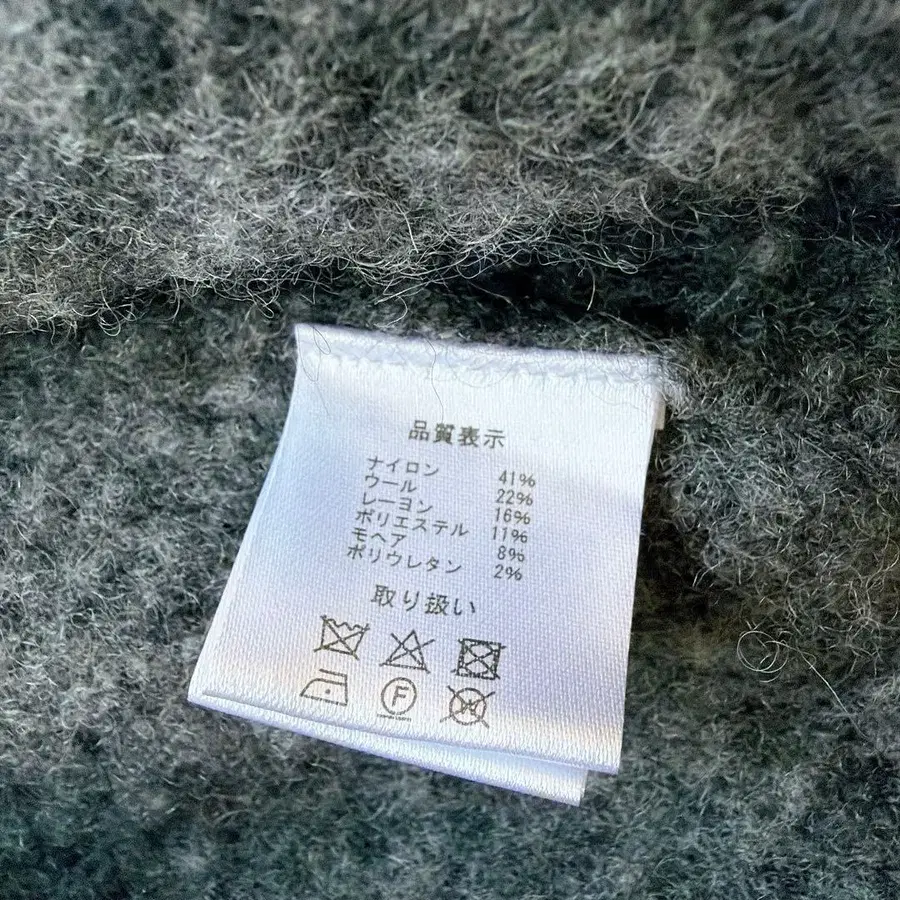 品質表示
ナイロン 41%
ウール 22%
レーヨン 16%
ポリエステル 11%
モヘア 8%
ポリウレタン 2%
取り扱い
F
W